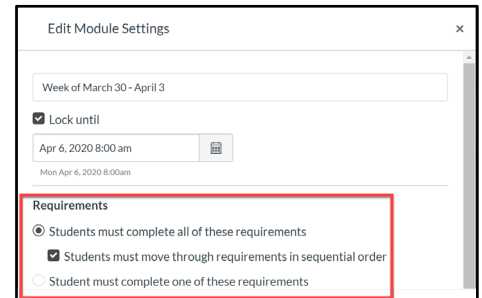 Edit Module Settings ×
Week of March 30 - April 3
Lock until
Apr 6, 2020 8:00 am
Mon Apr 6, 2020 8:00am
Requirements
Students must complete all of these requirements
Students must move through requirements in sequential order
Student must complete one of these requirements